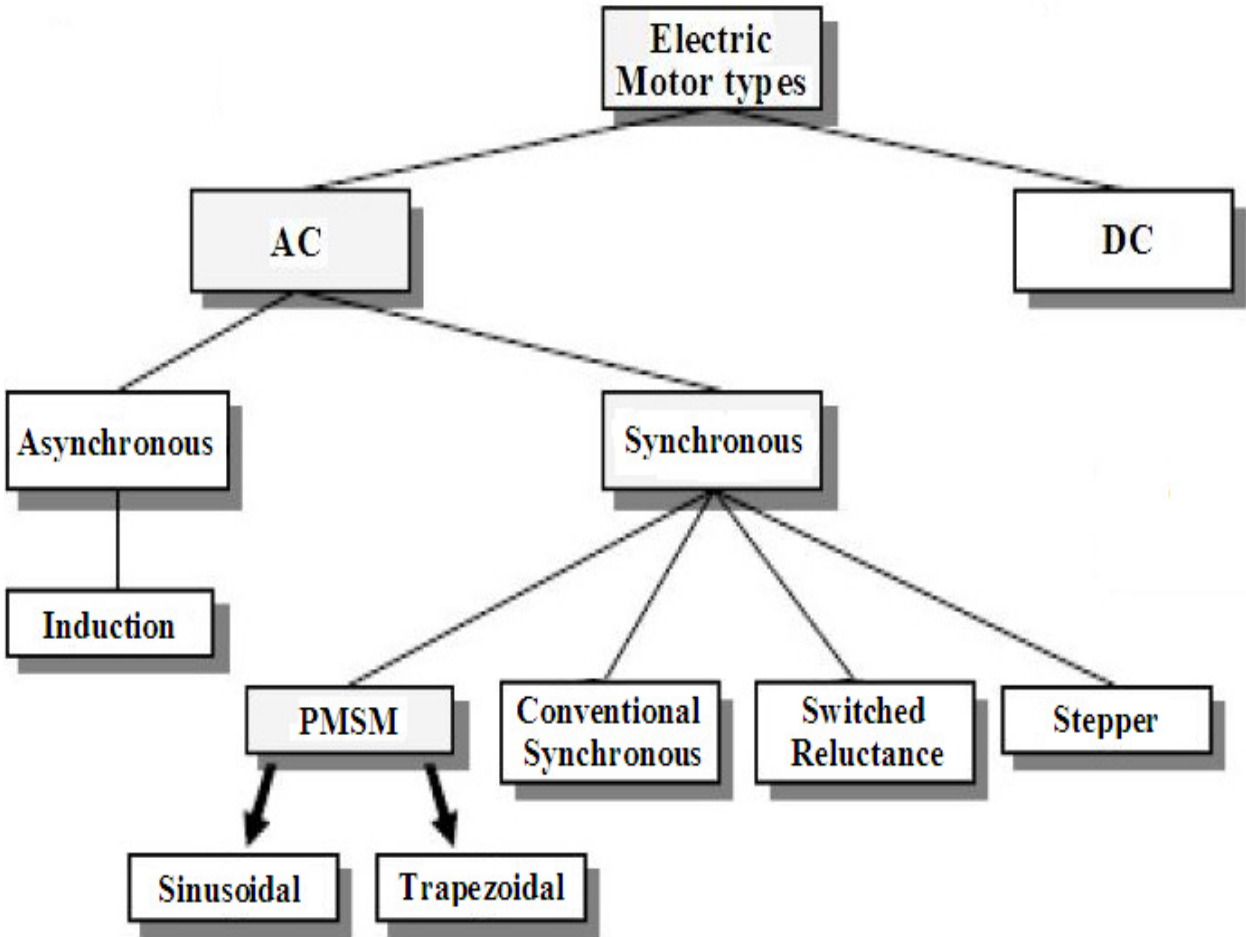 Electric
Motor types
AC
DC
Asynchronous
Synchronous
Induction
PMSM
Conventional
Synchronous
Switched
Reluctance
Stepper
Sinusoidal
Trapezoidal